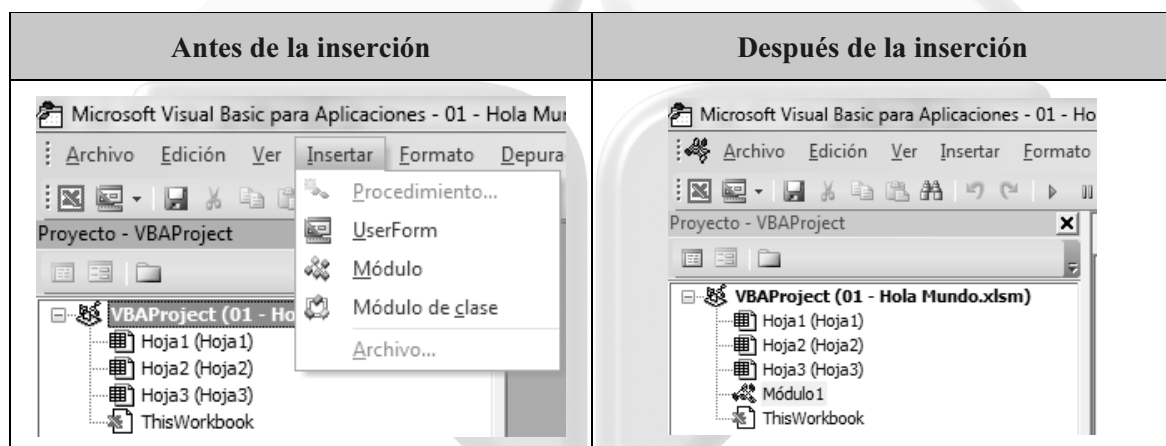 Antes de la inserción
Después de la inserción
Microsoft Visual Basic para Aplicaciones - 01 - Hola Mu
Archivo Edición Ver Insertar Formato Depura
Procedimiento...
UserForm
Módulo
Módulo de clase
Archivo...
Proyecto - VBAProject
VBAProject (01 - Ho
Hoja1 (Hoja1)
Hoja2 (Hoja2)
Hoja3 (Hoja3)
ThisWorkbook
Microsoft Visual Basic para Aplicaciones - 01 - Ho
Archivo Edición Ver Insertar Formato
Proyecto - VBAProject
VBAProject (01 - Hola Mundo.xlsm)
Hoja1 (Hoja1)
Hoja2 (Hoja2)
Hoja3 (Hoja3)
Módulo1
ThisWorkbook